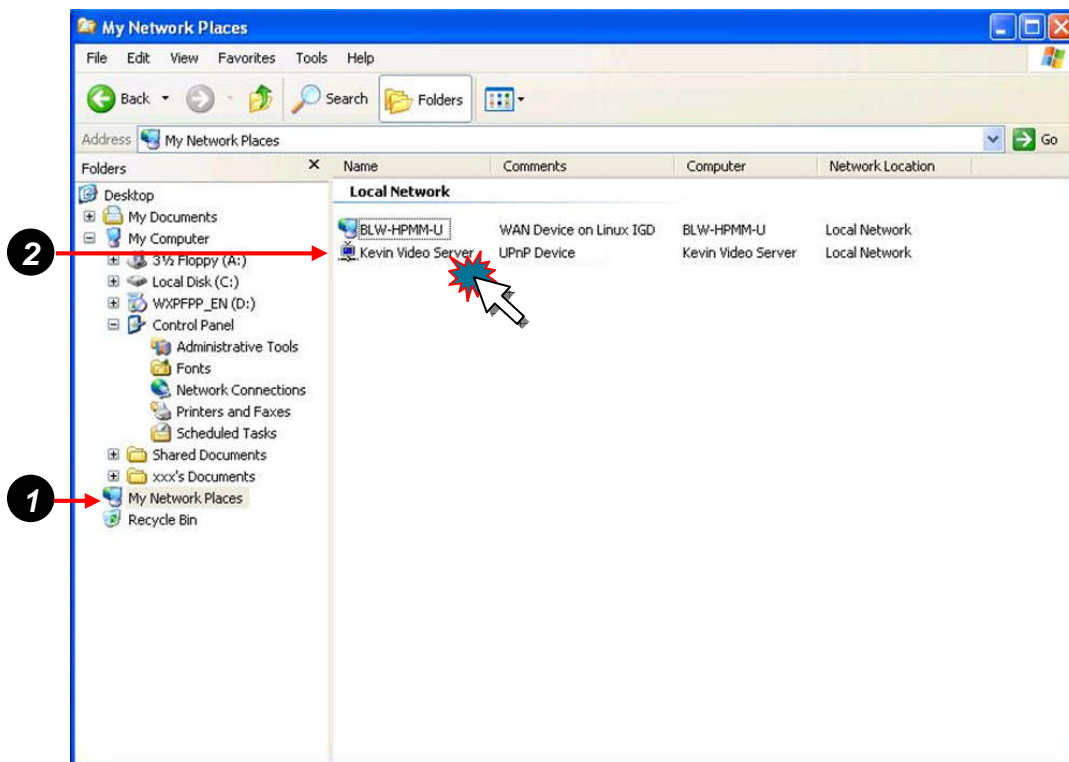 My Network Places
File Edit View Favorites Tools Help
Back Search Folders
Address My Network Places Go
Folders X Name Comments Computer Network Location
Desktop
Local Network
My Documents
BLW-HPMM-U WAN Device on Linux IGD BLW-HPMM-U Local Network
My Computer
2
Kevin Video Server UPnP Device Kevin Video Server Local Network
3½ Floppy (A:)
Local Disk (C:)
WXPFPP_EN (D:)
Control Panel
Administrative Tools
Fonts
Network Connections
Printers and Faxes
Scheduled Tasks
Shared Documents
xxx's Documents
1
My Network Places
Recycle Bin